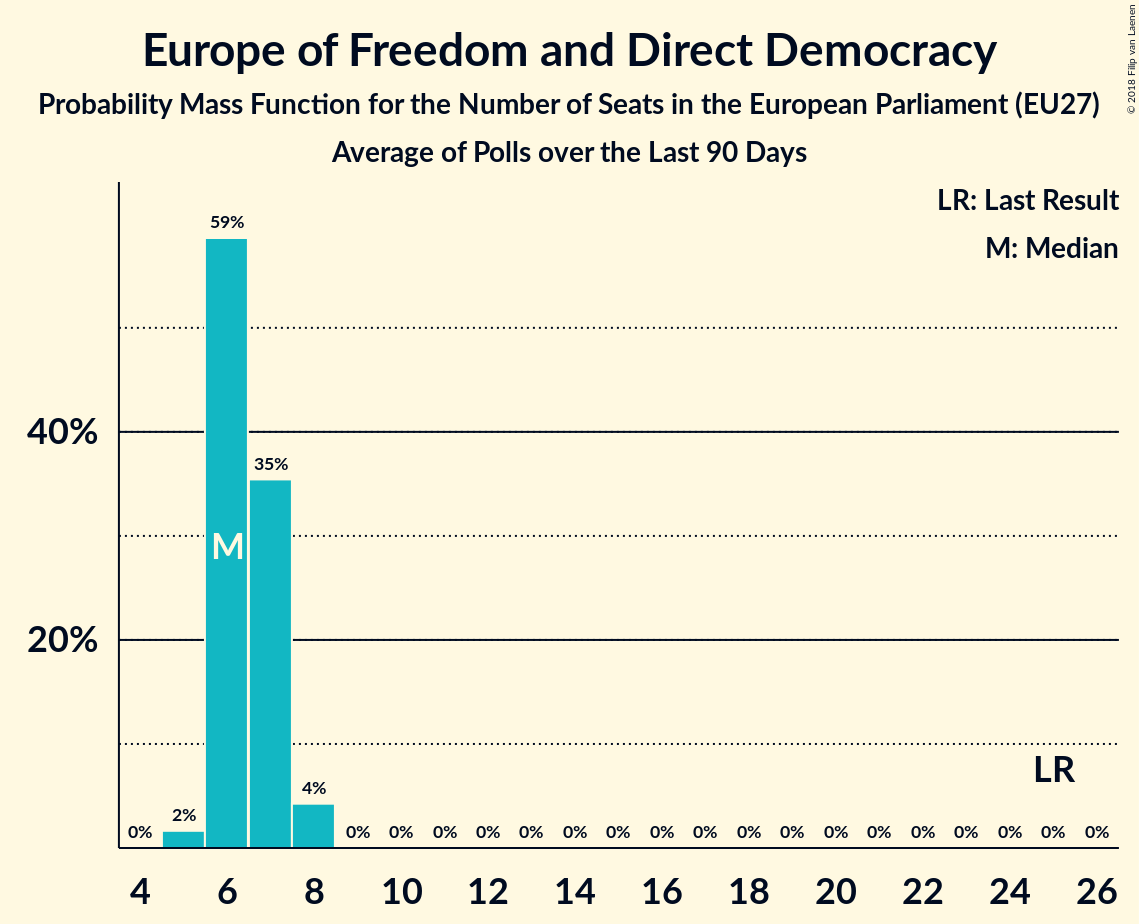 Europe of Freedom and Direct Democracy
Probability Mass Function for the Number of Seats in the European Parliament (EU27)
Average of Polls over the Last 90 Days
© 2018 Filip van Laenen
LR: Last Result
M: Median
59%
40%
35%
M
20%
LR
0% 2% 4% 0% 0% 0% 0% 0% 0% 0% 0% 0% 0% 0% 0% 0% 0% 0% 0% 0% 0%
4 6 8 10 12 14 16 18 20 22 24 26